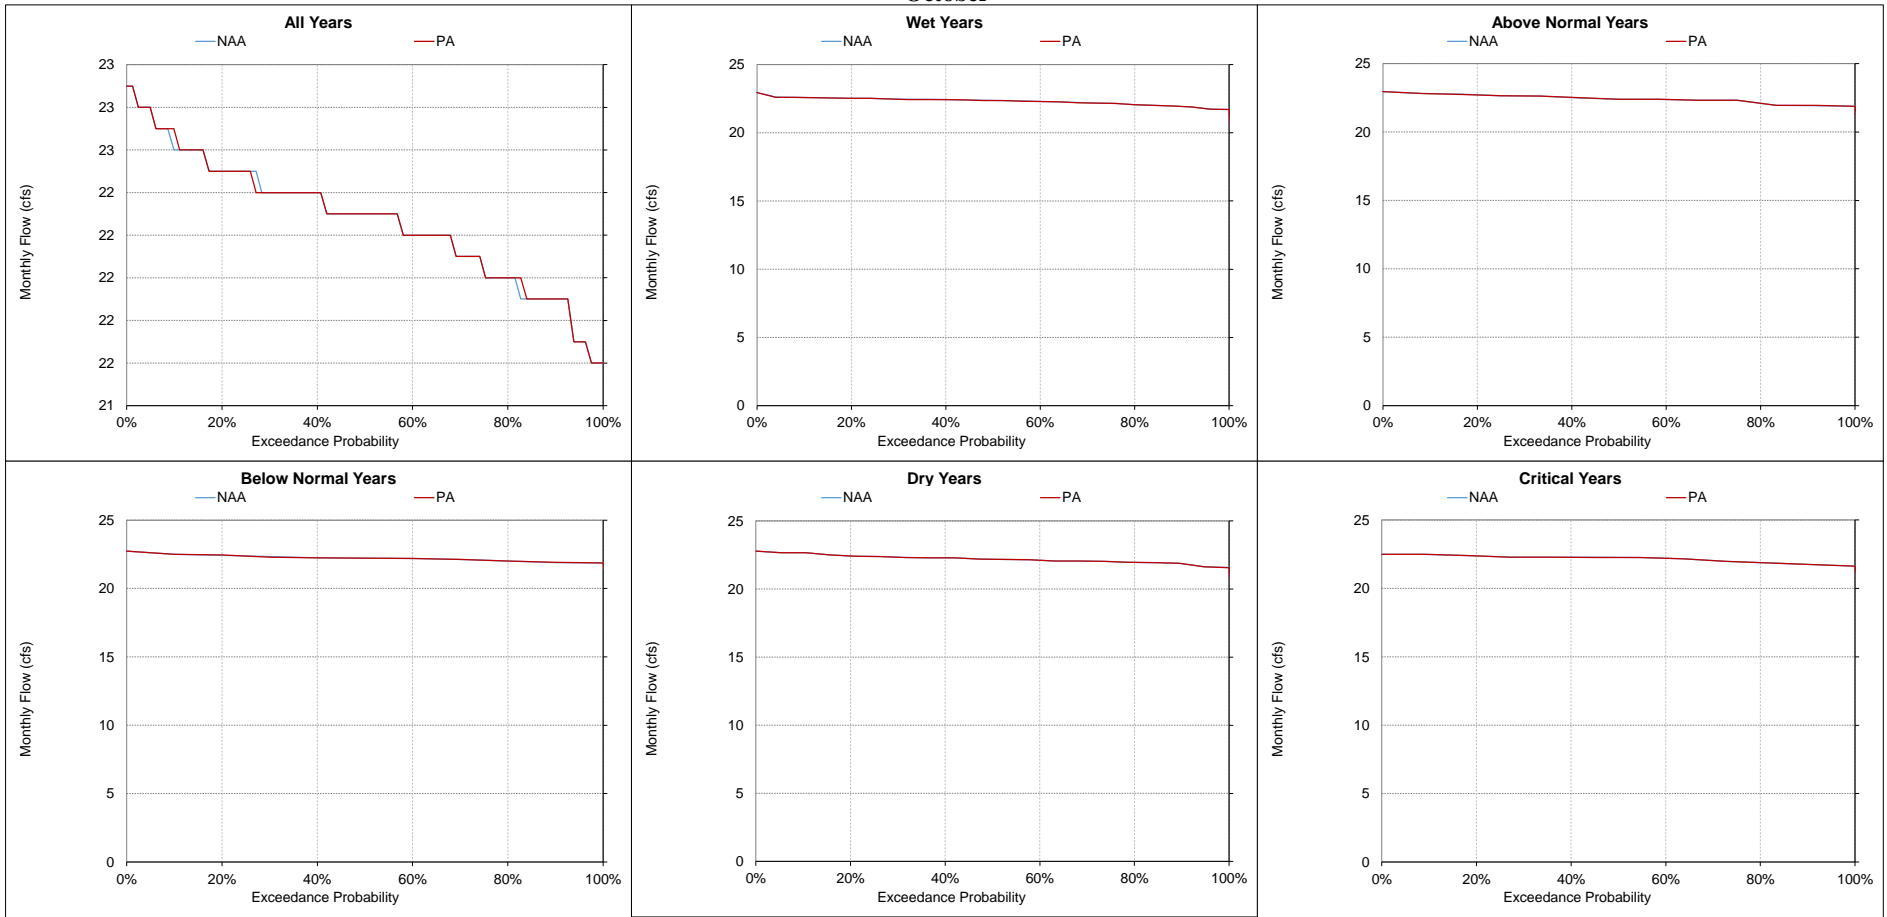 All Years
NAA PA
23
23
23
22
22
22
22
22
21
0% 20% 40% 60% 80% 100%
Monthly Flow (cfs)
Exceedance Probability
Wet Years
NAA PA
25
20
15
10
5
0
0% 20% 40% 60% 80% 100%
Monthly Flow (cfs)
Exceedance Probability
Above Normal Years
NAA PA
25
20
15
10
5
0
0% 20% 40% 60% 80% 100%
Monthly Flow (cfs)
Exceedance Probability
Below Normal Years
NAA PA
25
20
15
10
5
0
0% 20% 40% 60% 80% 100%
Monthly Flow (cfs)
Exceedance Probability
Dry Years
NAA PA
25
20
15
10
5
0
0% 20% 40% 60% 80% 100%
Monthly Flow (cfs)
Exceedance Probability
Critical Years
NAA PA
25
20
15
10
5
0
0% 20% 40% 60% 80% 100%
Monthly Flow (cfs)
Exceedance Probability